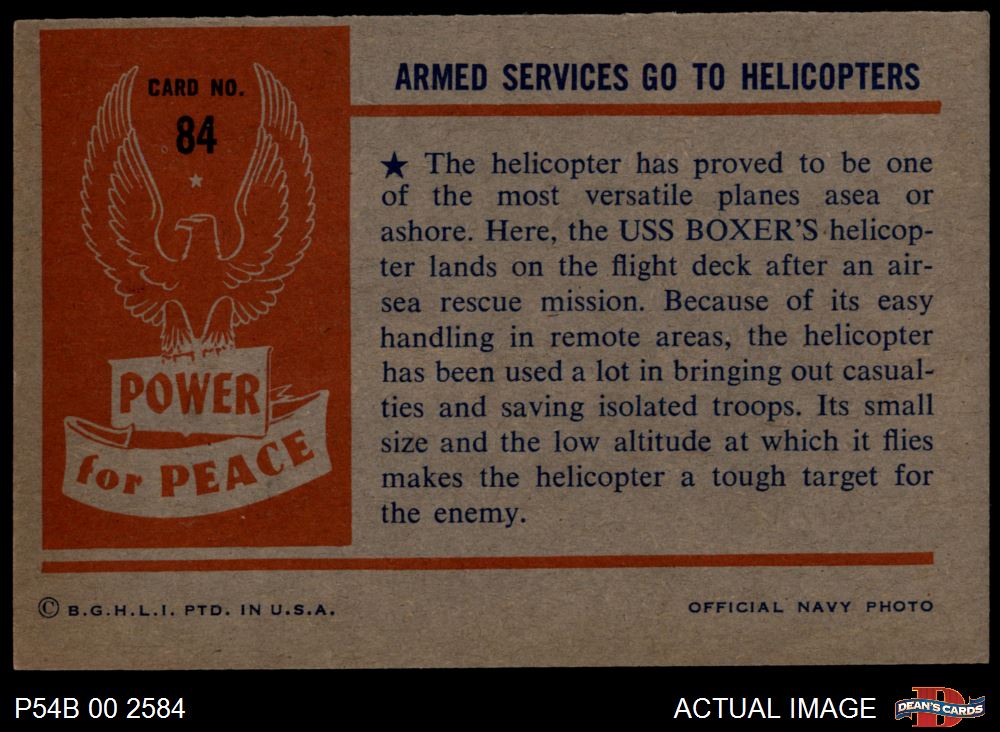 CARD NO.
84
POWER
for PEACE
ARMED SERVICES GO TO HELICOPTERS
★ The helicopter has proved to be one
of the most versatile planes asea or
ashore. Here, the USS BOXER'S helicop-
ter lands on the flight deck after an air-
sea rescue mission. Because of its easy
handling in remote areas, the helicopter
has been used a lot in bringing out casual-
ties and saving isolated troops. Its small
size and the low altitude at which it flies
makes the helicopter a tough target for
the enemy.
© B.G.H.L.I. PTD. IN U.S.A.
OFFICIAL NAVY PHOTO
P54B 00 2584
ACTUAL IMAGE
D
DEAN'S CARDS